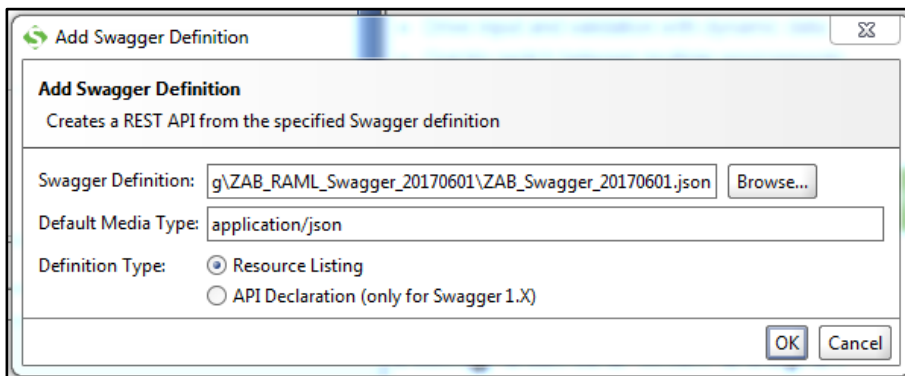 Add Swagger Definition
Add Swagger Definition
Creates a REST API from the specified Swagger definition
Swagger Definition: g\ZAB_RAML_Swagger_20170601\ZAB_Swagger_20170601.json Browse...
Default Media Type: application/json
Definition Type: Resource Listing
API Declaration (only for Swagger 1.X)
OK Cancel